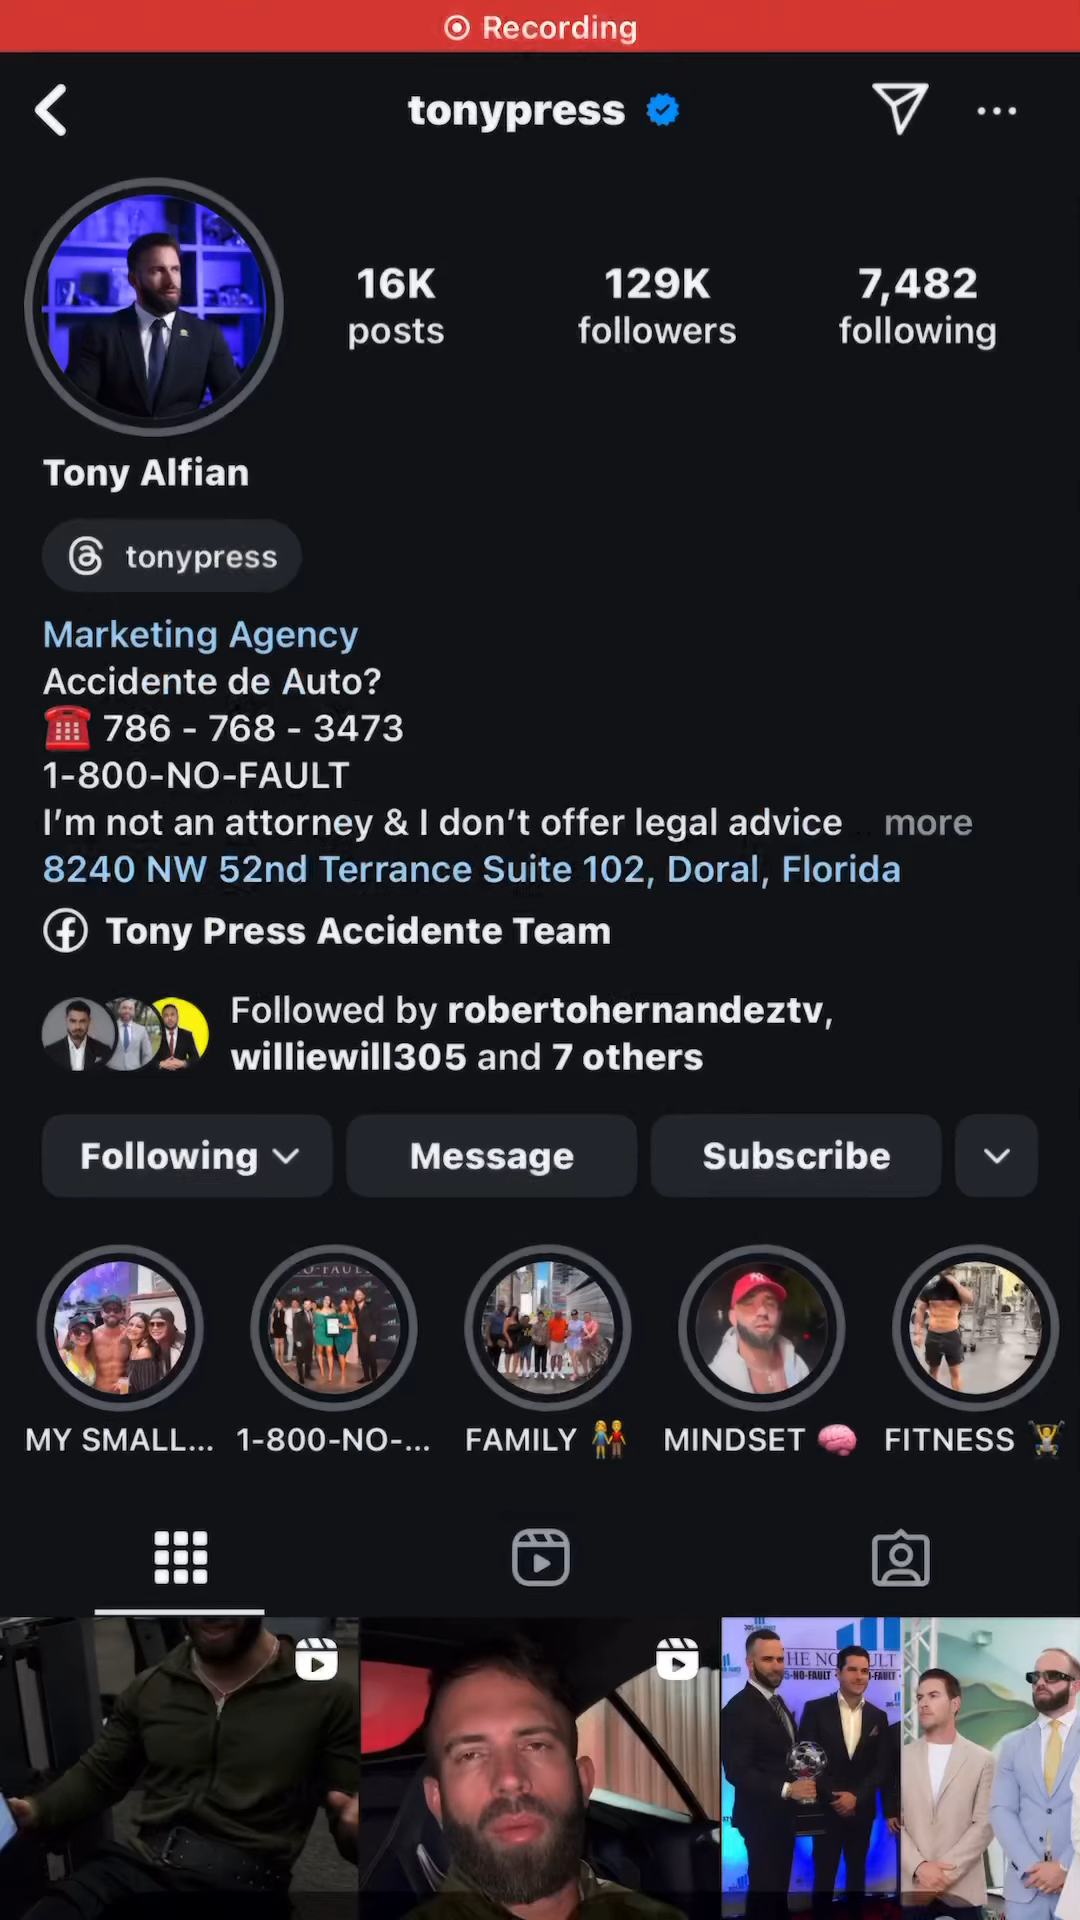 Recording
tonypress
16K
posts
129K
followers
7,482
following
Tony Alfian
tonypress
Marketing Agency
Accidente de Auto?
☎️ 786 - 768 - 3473
1-800-NO-FAULT
I’m not an attorney & I don’t offer legal advice more
8240 NW 52nd Terrance Suite 102, Doral, Florida
Tony Press Accidente Team
Followed by robertohernandeztv,
williewill305 and 7 others
Following
Message
Subscribe
MY SMALL...
1-800-NO-...
FAMILY 👫
MINDSET 🧠
FITNESS 🏋️